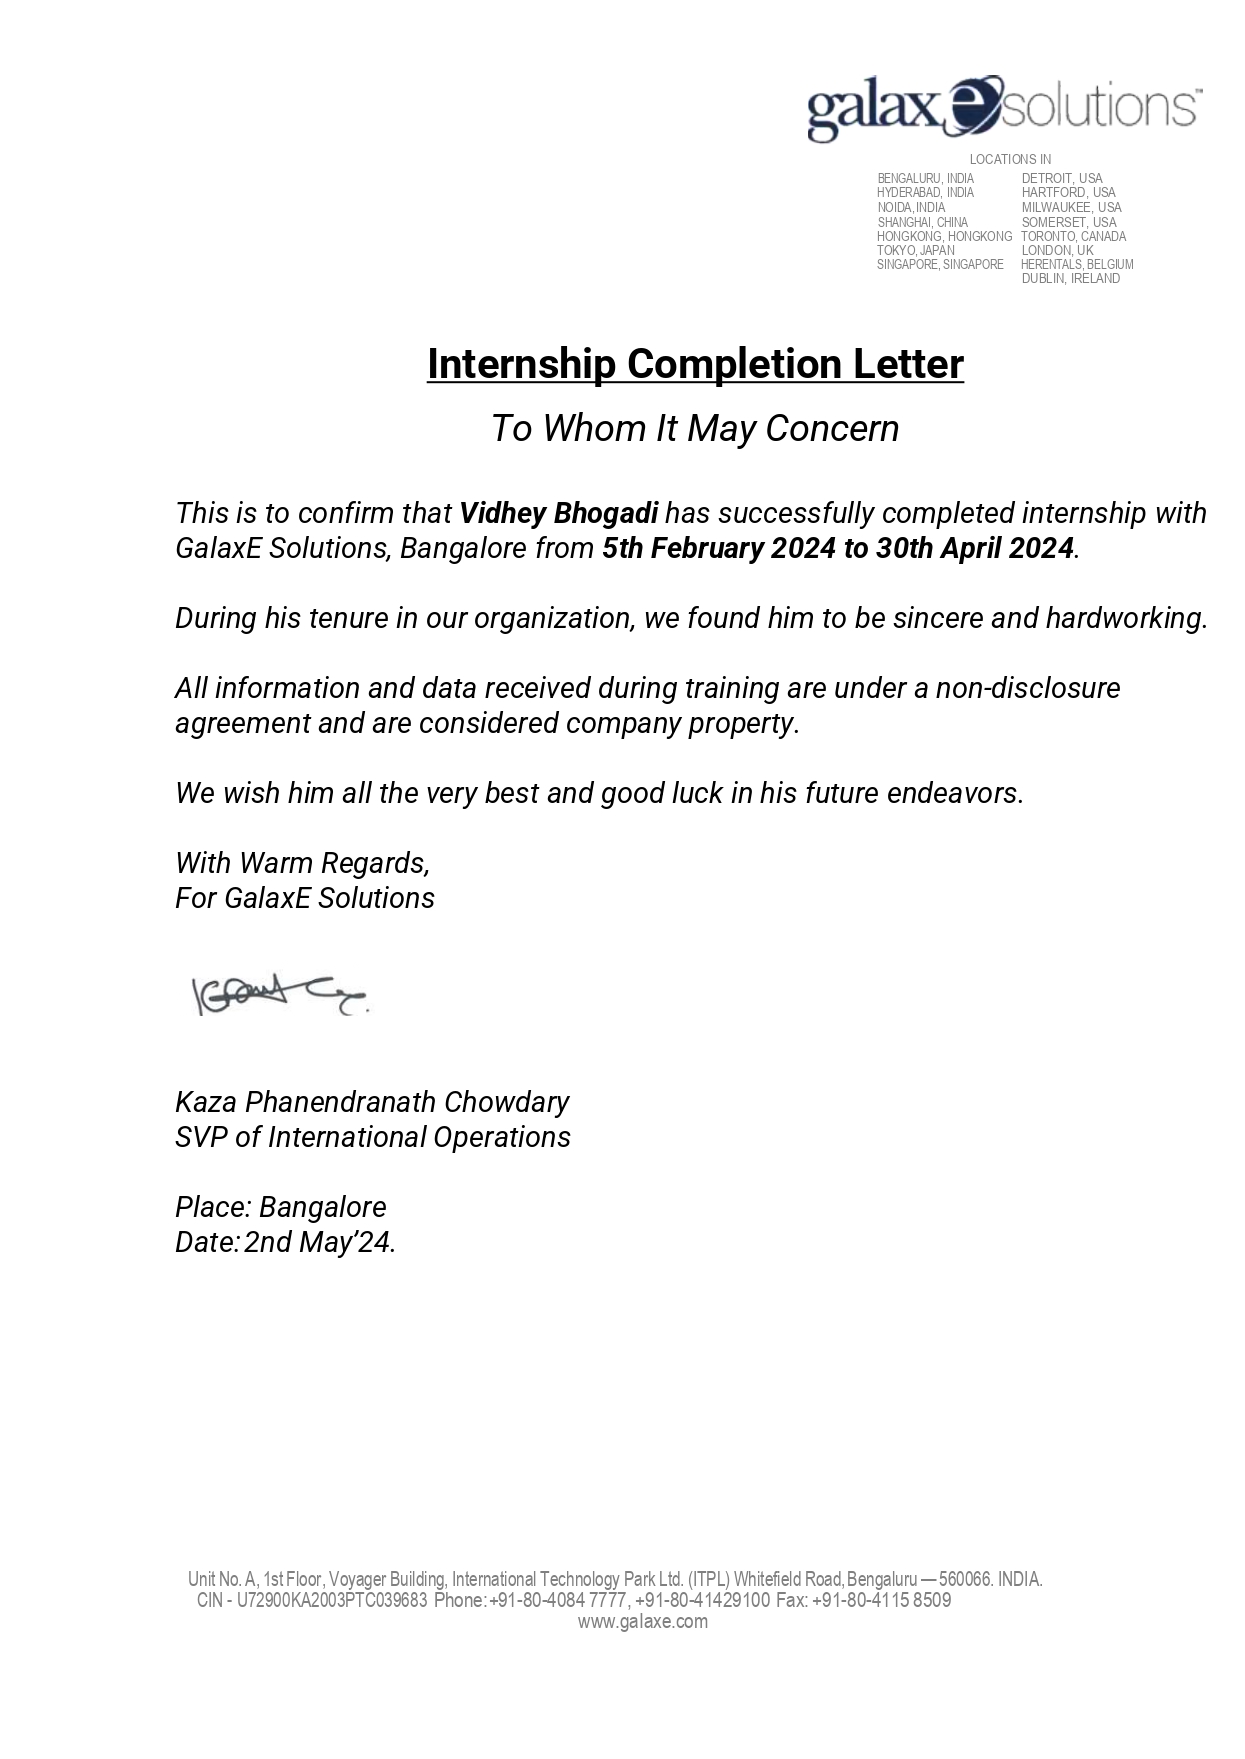 galaxesolutions™
LOCATIONS IN
BENGALURU, INDIA DETROIT, USA
HYDERABAD, INDIA HARTFORD, USA
NOIDA, INDIA MILWAUKEE, USA
SHANGHAI, CHINA SOMERSET, USA
HONGKONG, HONGKONG TORONTO, CANADA
TOKYO, JAPAN LONDON, UK
SINGAPORE, SINGAPORE HERENTALS, BELGIUM
DUBLIN, IRELAND
Internship Completion Letter
To Whom It May Concern
This is to confirm that Vidhey Bhogadi has successfully completed internship with
GalaxE Solutions, Bangalore from 5th February 2024 to 30th April 2024.
During his tenure in our organization, we found him to be sincere and hardworking.
All information and data received during training are under a non-disclosure
agreement and are considered company property.
We wish him all the very best and good luck in his future endeavors.
With Warm Regards,
For GalaxE Solutions
Kaza Phanendranath Chowdary
SVP of International Operations
Place: Bangalore
Date: 2nd May’24.
Unit No. A, 1st Floor, Voyager Building, International Technology Park Ltd. (ITPL) Whitefield Road, Bengaluru — 560066. INDIA.
CIN - U72900KA2003PTC039683 Phone: +91-80-4084 7777, +91-80-41429100 Fax: +91-80-4115 8509
www.galaxe.com